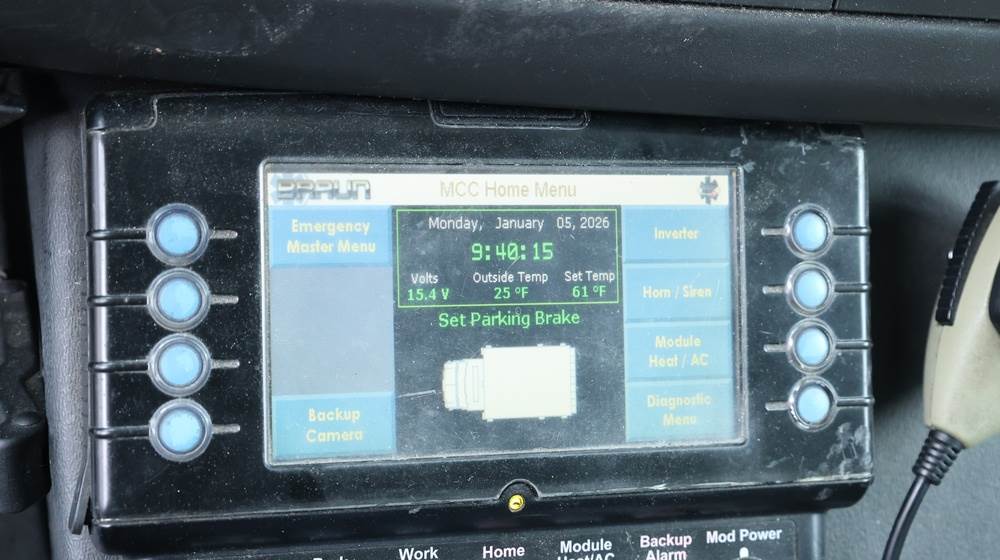 BRAUN
MCC Home Menu
Emergency
Master Menu
Monday, January 05, 2026
9:40:15
Volts Outside Temp Set Temp
15.4 V 25 °F 61 °F
Set Parking Brake
Inverter
Horn / Siren
Module
Heat / AC
Diagnostic
Menu
Backup
Camera
Work
Home
Module
Heat/AC
Backup
Alarm
Mod Power